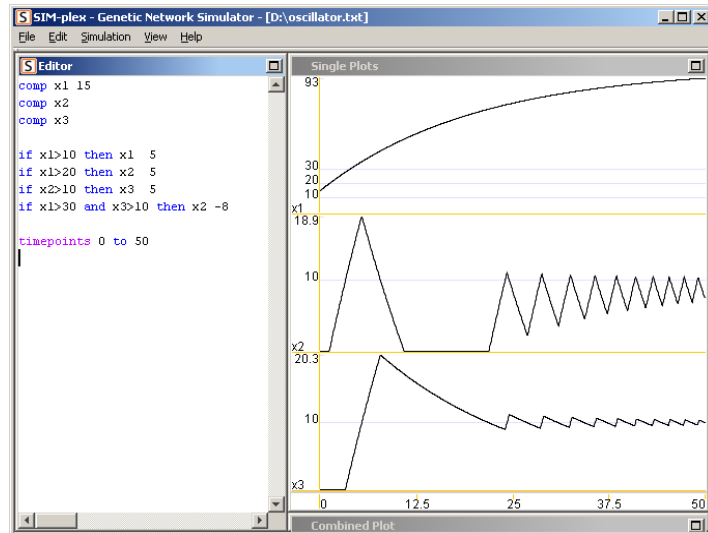 SIM-plex - Genetic Network Simulator - [D:\oscillator.txt]
File Edit Simulation View Help
Editor
comp x1 15
comp x2
comp x3
if x1>10 then x1 5
if x1>20 then x2 5
if x2>10 then x3 5
if x1>30 and x3>10 then x2 -8
timepoints 0 to 50
Single Plots
93
30
20
10
x1
18.9
10
x2
20.3
10
x3
0 12.5 25 37.5 50
Combined Plot